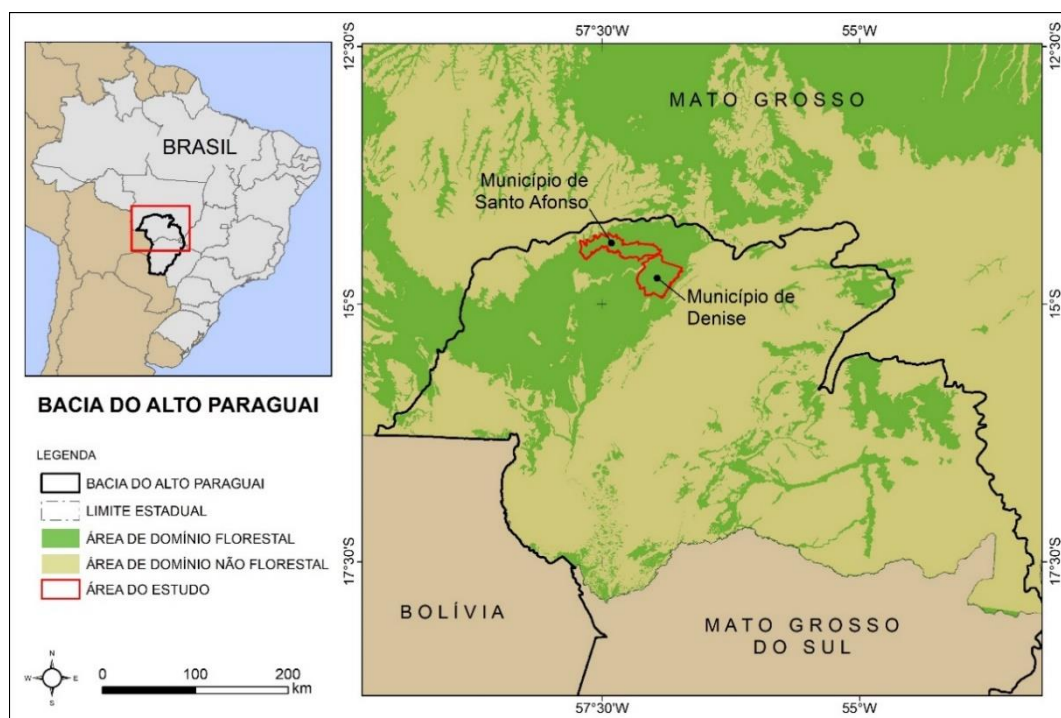 BRASIL
BACIA DO ALTO PARAGUAI
LEGENDA
BACIA DO ALTO PARAGUAI
LIMITE ESTADUAL
ÁREA DE DOMÍNIO FLORESTAL
ÁREA DE DOMÍNIO NÃO FLORESTAL
ÁREA DO ESTUDO
N
W
E
S
0 100 200
km
57°30'W 55°W
12°30'S 12°30'S
MATO GROSSO
Município de
Santo Afonso
Município de
Denise
15°S 15°S
17°30'S 17°30'S
BOLÍVIA
MATO GROSSO
DO SUL
57°30'W 55°W